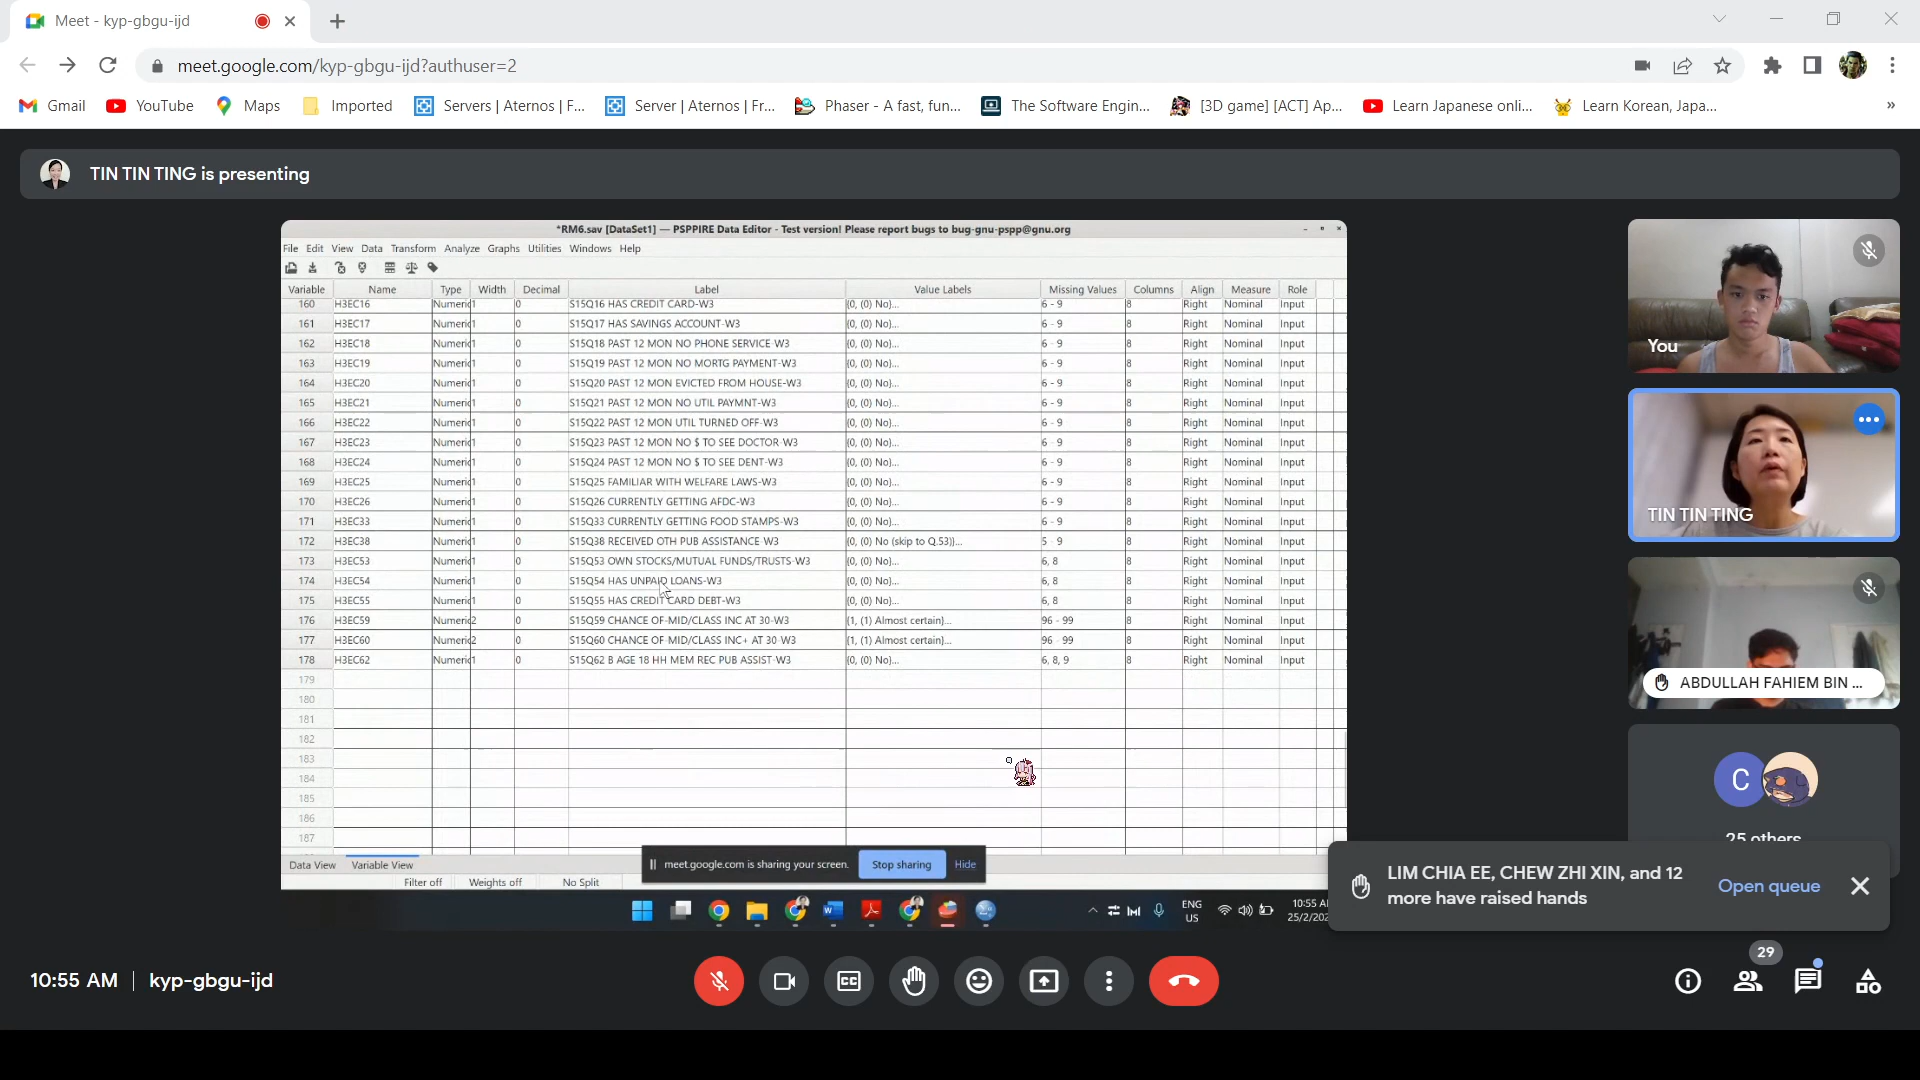 Meet - kyp-gbgu-ijd
meet.google.com/kyp-gbgu-ijd?authuser=2
Gmail YouTube Maps Imported Servers | Aternos | F... Server | Aternos | Fr... Phaser - A fast, fun... The Software Engin... [3D game] [ACT] Ap... Learn Japanese onli... Learn Korean, Japa... »
TIN TIN TING is presenting
*RM6.sav [DataSet1] — PSPPIRE Data Editor - Test version! Please report bugs to bug-gnu-pspp@gnu.org
File Edit View Data Transform Analyze Graphs Utilities Windows Help
Variable Name Type Width Decimal Label Value Labels Missing Values Columns Align Measure Role
160 H3EC16 Numeric 1 0 S15Q16 HAS CREDIT CARD-W3 {0, (0) No}... 6 - 9 8 Right Nominal Input
161 H3EC17 Numeric 1 0 S15Q17 HAS SAVINGS ACCOUNT-W3 {0, (0) No}... 6 - 9 8 Right Nominal Input
162 H3EC18 Numeric 1 0 S15Q18 PAST 12 MON NO PHONE SERVICE-W3 {0, (0) No}... 6 - 9 8 Right Nominal Input
163 H3EC19 Numeric 1 0 S15Q19 PAST 12 MON NO MORTG PAYMENT-W3 {0, (0) No}... 6 - 9 8 Right Nominal Input
164 H3EC20 Numeric 1 0 S15Q20 PAST 12 MON EVICTED FROM HOUSE-W3 {0, (0) No}... 6 - 9 8 Right Nominal Input
165 H3EC21 Numeric 1 0 S15Q21 PAST 12 MON NO UTIL PAYMNT-W3 {0, (0) No}... 6 - 9 8 Right Nominal Input
166 H3EC22 Numeric 1 0 S15Q22 PAST 12 MON UTIL TURNED OFF-W3 {0, (0) No}... 6 - 9 8 Right Nominal Input
167 H3EC23 Numeric 1 0 S15Q23 PAST 12 MON NO $ TO SEE DOCTOR-W3 {0, (0) No}... 6 - 9 8 Right Nominal Input
168 H3EC24 Numeric 1 0 S15Q24 PAST 12 MON NO $ TO SEE DENT-W3 {0, (0) No}... 6 - 9 8 Right Nominal Input
169 H3EC25 Numeric 1 0 S15Q25 FAMILIAR WITH WELFARE LAWS-W3 {0, (0) No}... 6 - 9 8 Right Nominal Input
170 H3EC26 Numeric 1 0 S15Q26 CURRENTLY GETTING AFDC-W3 {0, (0) No}... 6 - 9 8 Right Nominal Input
171 H3EC33 Numeric 1 0 S15Q33 CURRENTLY GETTING FOOD STAMPS-W3 {0, (0) No}... 6 - 9 8 Right Nominal Input
172 H3EC38 Numeric 1 0 S15Q38 RECEIVED OTH PUB ASSISTANCE-W3 {0, (0) No (skip to Q.53)}... 5 - 9 8 Right Nominal Input
173 H3EC53 Numeric 1 0 S15Q53 OWN STOCKS/MUTUAL FUNDS/TRUSTS-W3 {0, (0) No}... 6, 8 8 Right Nominal Input
174 H3EC54 Numeric 1 0 S15Q54 HAS UNPAID LOANS-W3 {0, (0) No}... 6, 8 8 Right Nominal Input
175 H3EC55 Numeric 1 0 S15Q55 HAS CREDIT CARD DEBT-W3 {0, (0) No}... 6, 8 8 Right Nominal Input
176 H3EC59 Numeric 2 0 S15Q59 CHANCE OF-MID/CLASS INC AT 30-W3 {1, (1) Almost certain}... 96 - 99 8 Right Nominal Input
177 H3EC60 Numeric 2 0 S15Q60 CHANCE OF-MID/CLASS INC+ AT 30-W3 {1, (1) Almost certain}... 96 - 99 8 Right Nominal Input
178 H3EC62 Numeric 1 0 S15Q62 B AGE 18 HH MEM REC PUB ASSIST-W3 {0, (0) No}... 6, 8, 9 8 Right Nominal Input
179
180
181
182
183
184
185
186
187
Data View Variable View
meet.google.com is sharing your screen. Stop sharing Hide
Filter off Weights off No Split
ENG
US
10:55 AM
25/2/202
You
TIN TIN TING
ABDULLAH FAHIEM BIN ...
C
25 others
LIM CHIA EE, CHEW ZHI XIN, and 12
more have raised hands
Open queue
10:55 AM | kyp-gbgu-ijd
29